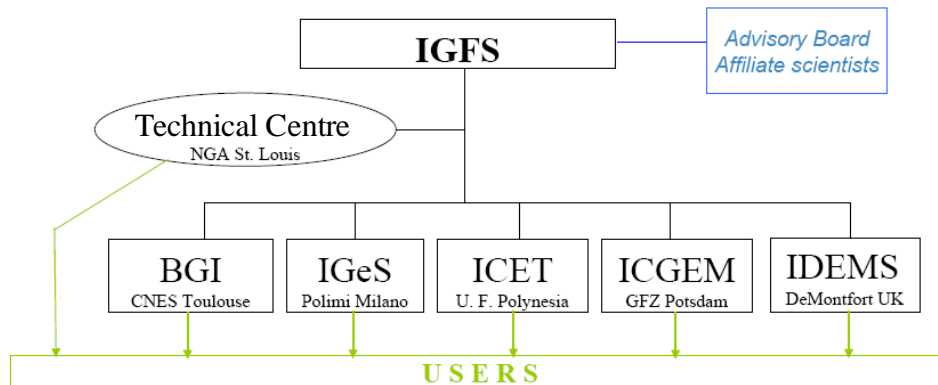 IGFS
Advisory Board
Affiliate scientists
Technical Centre
NGA St. Louis
BGI
CNES Toulouse
IGeS
Polimi Milano
ICET
U. F. Polynesia
ICGEM
GFZ Potsdam
IDEMS
DeMontfort UK
U S E R S